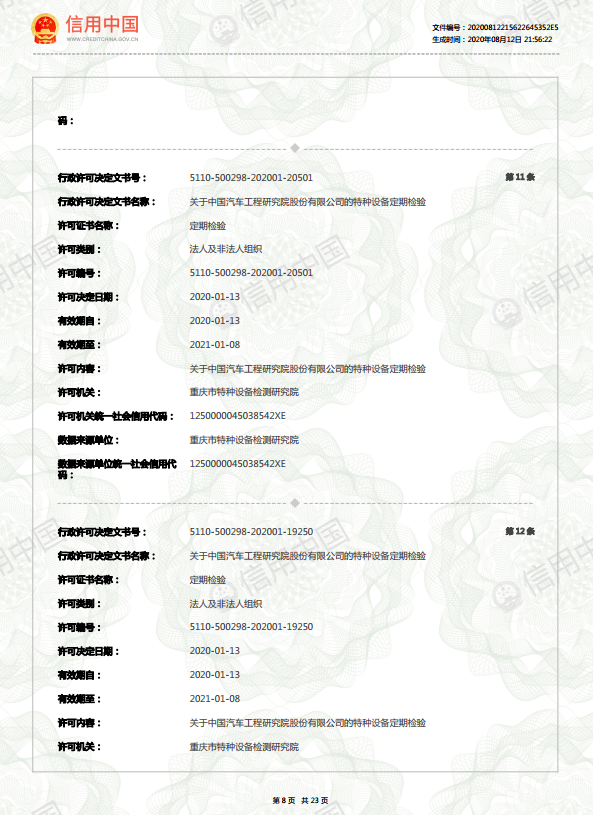 信用中国
WWW.CREDITCHINA.GOV.CN
文件编号：20200812215622645352E5
生成时间：2020年08月12日 21:56:22
码：
行政许可决定文书号： 5110-500298-202001-20501 第 11 条
行政许可决定文书名称： 关于中国汽车工程研究院股份有限公司的特种设备定期检验
许可证书名称： 定期检验
许可类别： 法人及非法人组织
许可编号： 5110-500298-202001-20501
许可决定日期： 2020-01-13
有效期自： 2020-01-13
有效期至： 2021-01-08
许可内容： 关于中国汽车工程研究院股份有限公司的特种设备定期检验
许可机关： 重庆市特种设备检测研究院
许可机关统一社会信用代码： 1250000045038542XE
数据来源单位： 重庆市特种设备检测研究院
数据来源单位统一社会信用代 1250000045038542XE
码：
行政许可决定文书号： 5110-500298-202001-19250 第 12 条
行政许可决定文书名称： 关于中国汽车工程研究院股份有限公司的特种设备定期检验
许可证书名称： 定期检验
许可类别： 法人及非法人组织
许可编号： 5110-500298-202001-19250
许可决定日期： 2020-01-13
有效期自： 2020-01-13
有效期至： 2021-01-08
许可内容： 关于中国汽车工程研究院股份有限公司的特种设备定期检验
许可机关： 重庆市特种设备检测研究院
第 8 页 共 23 页